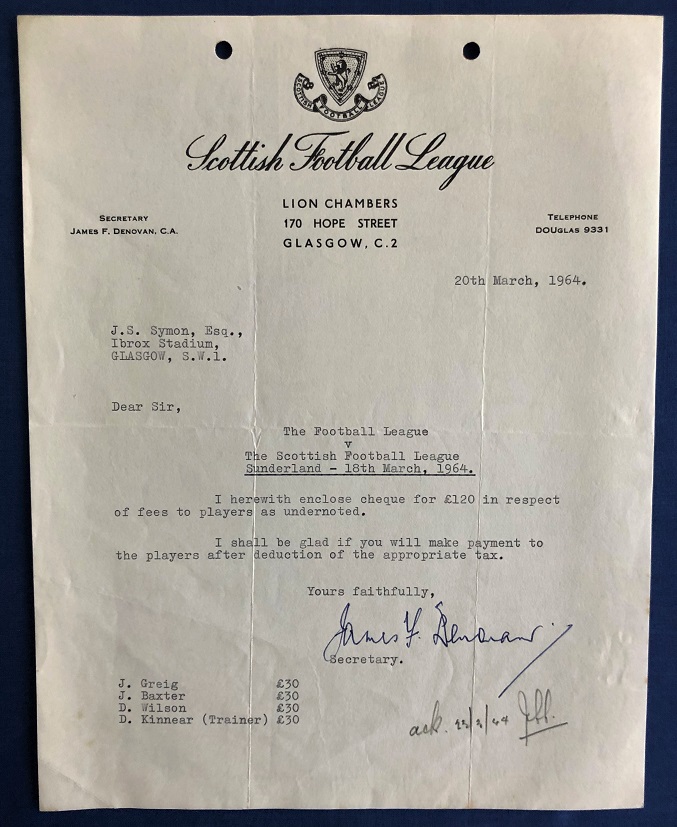 SCOTTISH FOOTBALL LEAGUE
Scottish Football League
LION CHAMBERS
170 HOPE STREET
GLASGOW, C.2
SECRETARY
JAMES F. DENOVAN, C.A.
TELEPHONE
DOUGLAS 9331
20th March, 1964.
J.S. Symon, Esq.,
Ibrox Stadium,
GLASGOW, S.W.1.
Dear Sir,
The Football League
v
The Scottish Football League
Sunderland - 18th March, 1964.
I herewith enclose cheque for £120 in respect
of fees to players as undernoted.
I shall be glad if you will make payment to
the players after deduction of the appropriate tax.
Yours faithfully,
James F. Denovan
Secretary.
J. Greig £30
J. Baxter £30
D. Wilson £30
D. Kinnear (Trainer) £30
ack.